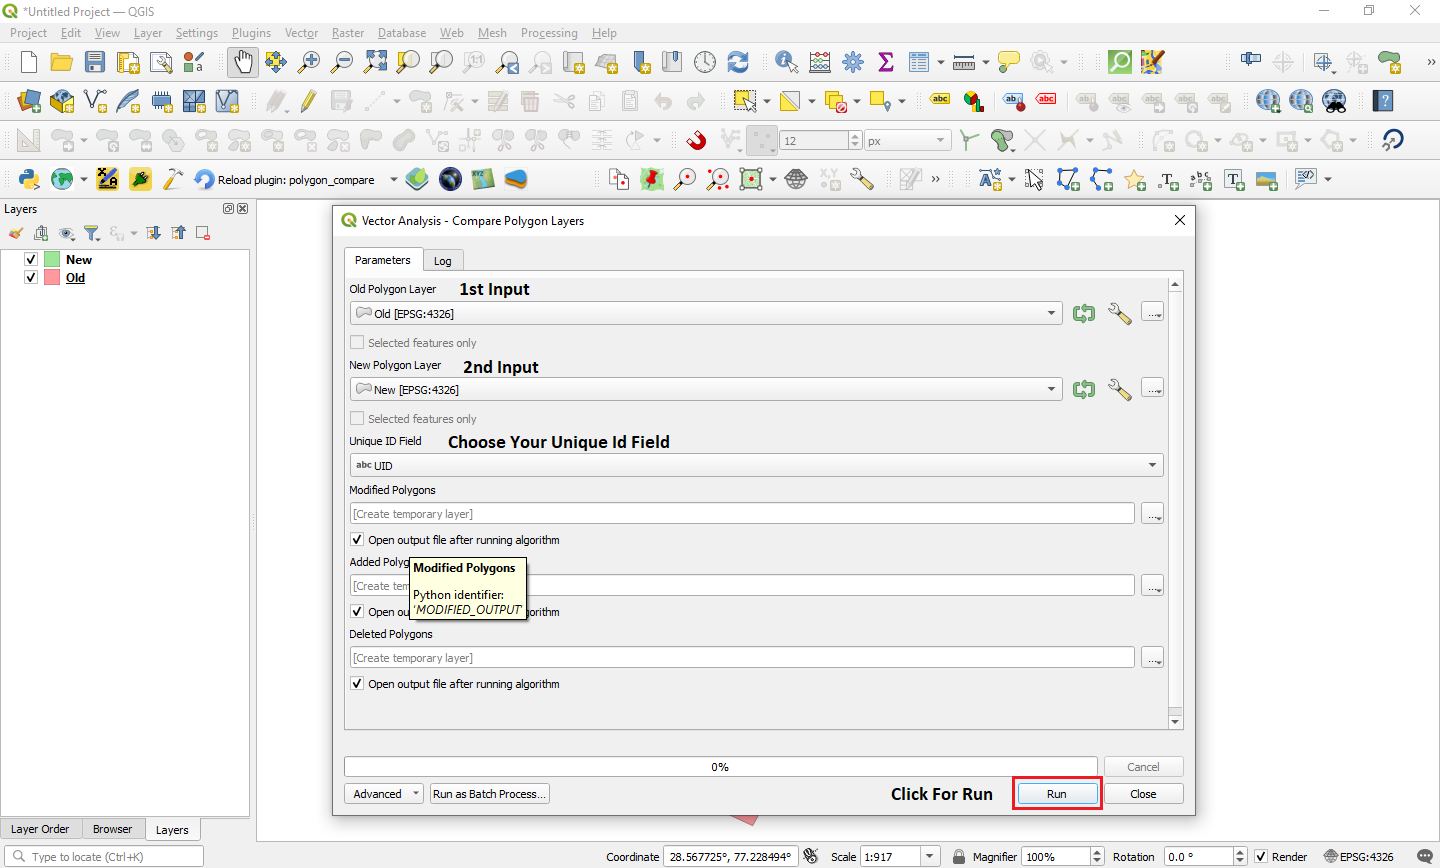 *Untitled Project — QGIS
Project Edit View Layer Settings Plugins Vector Raster Database Web Mesh Processing Help
12 px
Reload plugin: polygon_compare
Layers
New
Old
Vector Analysis - Compare Polygon Layers
Parameters Log
Old Polygon Layer 1st Input
Old [EPSG:4326]
Selected features only
New Polygon Layer 2nd Input
New [EPSG:4326]
Selected features only
Unique ID Field Choose Your Unique Id Field
abc UID
Modified Polygons
[Create temporary layer]
Open output file after running algorithm
Added Polyg
Modified Polygons
[Create tem
Python identifier:
'MODIFIED_OUTPUT'
Open ou
ithm
Deleted Polygons
[Create temporary layer]
Open output file after running algorithm
0%
Cancel
Advanced Run as Batch Process... Click For Run Run Close
Layer Order Browser Layers
Type to locate (Ctrl+K) Coordinate 28.567725°, 77.228494° Scale 1:917 Magnifier 100% Rotation 0.0 ° Render EPSG:4326